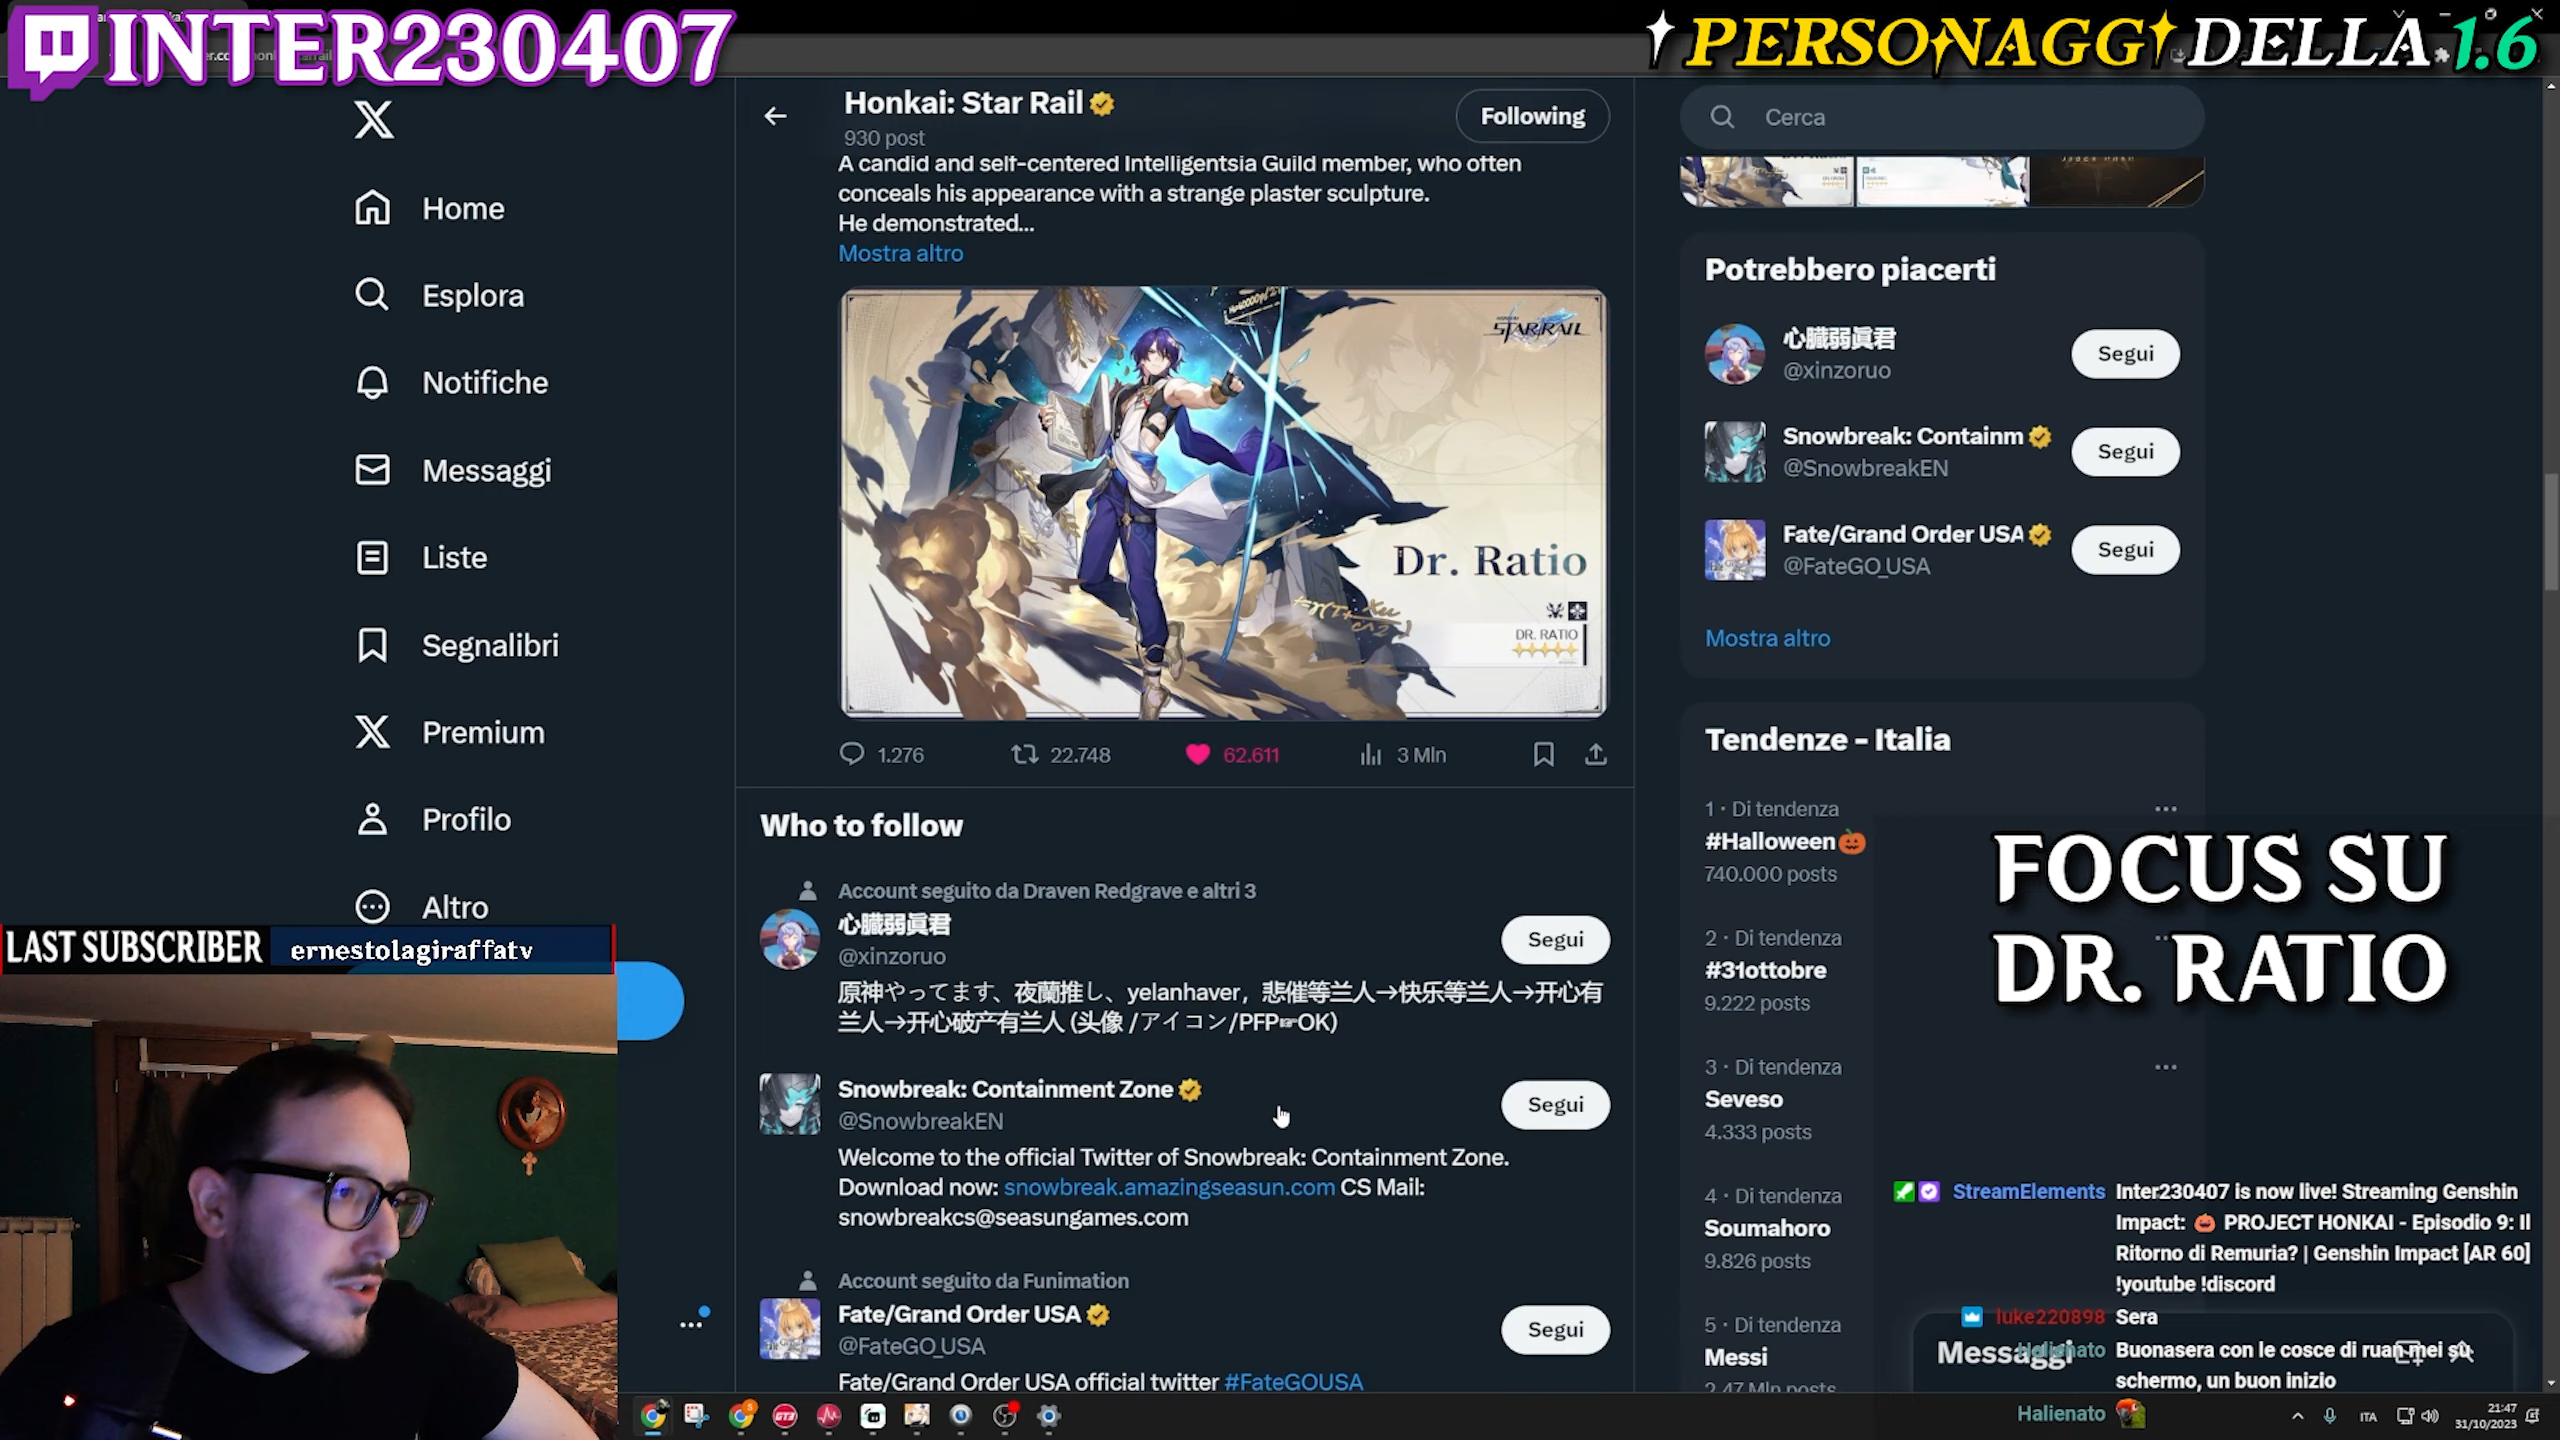 INTER230407
PERSONAGGI DELLA 1.6
Honkai: Star Rail
930 post
Following
Cerca
Home
Esplora
Notifiche
Messaggi
Liste
Segnalibri
Premium
Profilo
Altro
LAST SUBSCRIBER ernestolagiraffatv
A candid and self-centered Intelligentsia Guild member, who often
conceals his appearance with a strange plaster sculpture.
He demonstrated...
Mostra altro
HONKAI
STAR RAIL
Dr. Ratio
DR. RATIO
1.276 22.748 62.611 3 Mln
Who to follow
Account seguito da Draven Redgrave e altri 3
心臓弱眞君
@xinzoruo
Segui
原神やってます、夜蘭推し、yelanhaver，悲催等兰人→快乐等兰人→开心有
兰人→开心破产有兰人 (头像 /アイコン/PFP☞OK)
Snowbreak: Containment Zone
@SnowbreakEN
Segui
Welcome to the official Twitter of Snowbreak: Containment Zone.
Download now: snowbreak.amazingseasun.com CS Mail:
snowbreakcs@seasungames.com
Account seguito da Funimation
Fate/Grand Order USA
@FateGO_USA
Segui
Fate/Grand Order USA official twitter #FateGOUSA
Potrebbero piacerti
心臓弱眞君
@xinzoruo
Segui
Snowbreak: Containm
@SnowbreakEN
Segui
Fate/Grand Order USA
@FateGO_USA
Segui
Mostra altro
Tendenze - Italia
1 · Di tendenza
#Halloween🎃
740.000 posts
2 · Di tendenza
#31ottobre
9.222 posts
3 · Di tendenza
Seveso
4.333 posts
4 · Di tendenza
Soumahoro
9.826 posts
5 · Di tendenza
Messi
2,47 Mln posts
FOCUS SU
DR. RATIO
StreamElements Inter230407 is now live! Streaming Genshin
Impact: 🎃 PROJECT HONKAI - Episodio 9: Il
Ritorno di Remuria? | Genshin Impact [AR 60]
!youtube !discord
luke220898 Sera
Messaggi
Halienato Buonasera con le cosce di ruan mei su
schermo, un buon inizio
Halienato
ITA
21:47
31/10/2023